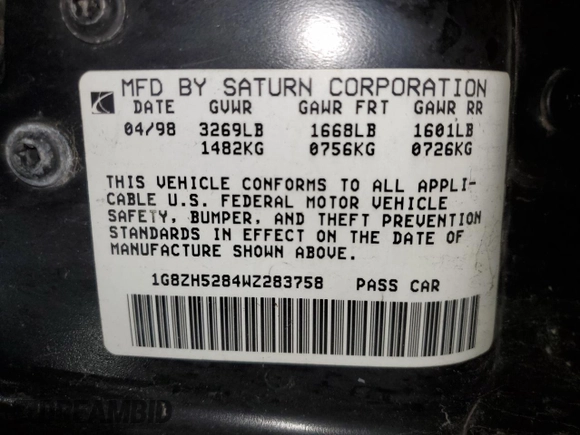 MFD BY SATURN CORPORATION
DATE GVWR GAWR FRT GAWR RR
04/98 3269LB 1668LB 1601LB
1482KG 0756KG 0726KG
THIS VEHICLE CONFORMS TO ALL APPLI-
CABLE U.S. FEDERAL MOTOR VEHICLE
SAFETY, BUMPER, AND THEFT PREVENTION
STANDARDS IN EFFECT ON THE DATE OF
MANUFACTURE SHOWN ABOVE.
1G8ZH5284WZ283758 PASS CAR
DREAMBID